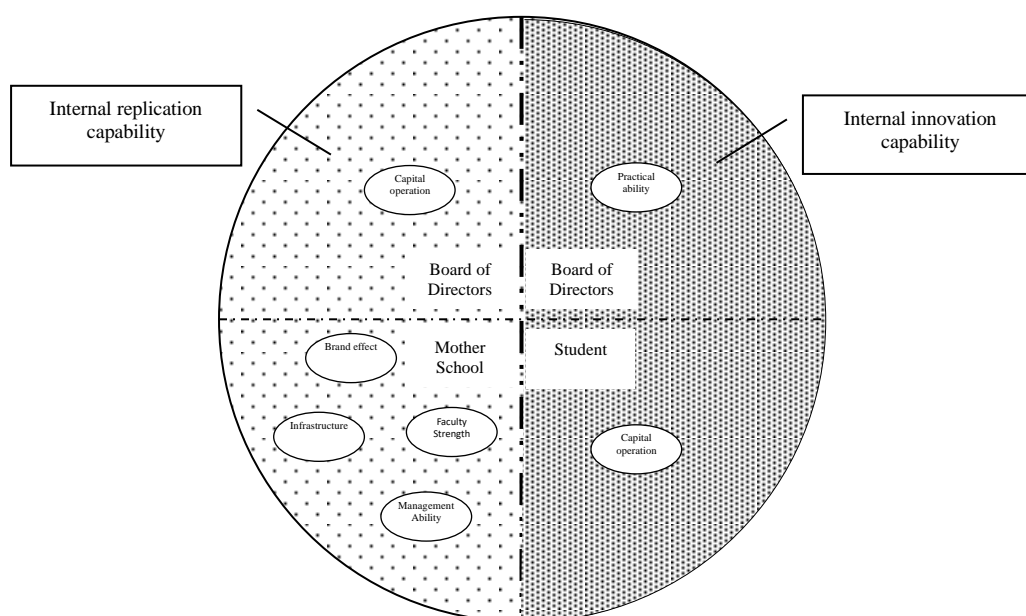 Internal replication
capability
Internal innovation
capability
Capital
operation
Practical
ability
Board of
Directors
Board of
Directors
Brand effect
Mother
School
Student
Infrastructure
Faculty
Strength
Capital
operation
Management
Ability